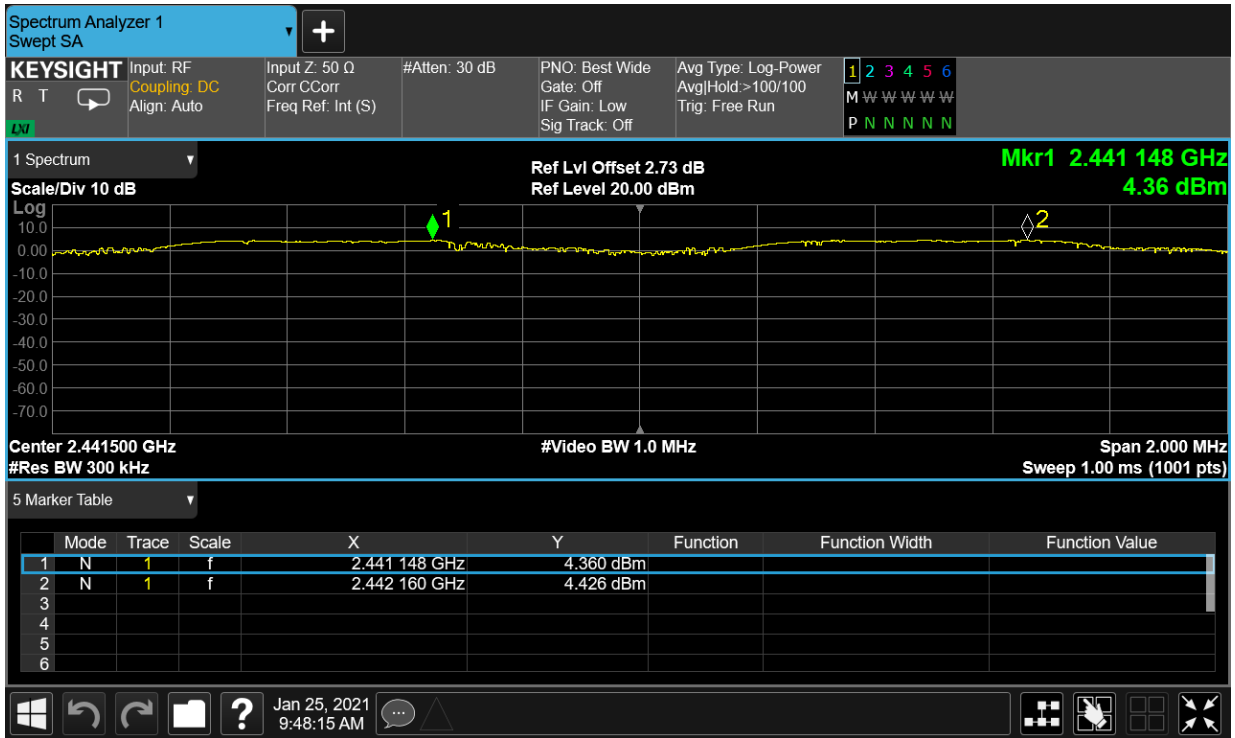 Spectrum Analyzer 1
Swept SA
KEYSIGHT
R T
LXI
Input: RF
Coupling: DC
Align: Auto
Input Z: 50 Ω
Corr CCorr
Freq Ref: Int (S)
#Atten: 30 dB
PNO: Best Wide
Gate: Off
IF Gain: Low
Sig Track: Off
Avg Type: Log-Power
Avg|Hold:>100/100
Trig: Free Run
1 2 3 4 5 6
M W W W W W
P N N N N N
1 Spectrum
Scale/Div 10 dB
Ref Lvl Offset 2.73 dB
Ref Level 20.00 dBm
Mkr1 2.441 148 GHz
4.36 dBm
Log
10.0
0.00
-10.0
-20.0
-30.0
-40.0
-50.0
-60.0
-70.0
1
2
Center 2.441500 GHz
#Res BW 300 kHz
#Video BW 1.0 MHz
Span 2.000 MHz
Sweep 1.00 ms (1001 pts)
5 Marker Table
Mode Trace Scale X Y Function Function Width Function Value
1 N 1 f 2.441 148 GHz 4.360 dBm
2 N 1 f 2.442 160 GHz 4.426 dBm
3
4
5
6
?
Jan 25, 2021
9:48:15 AM